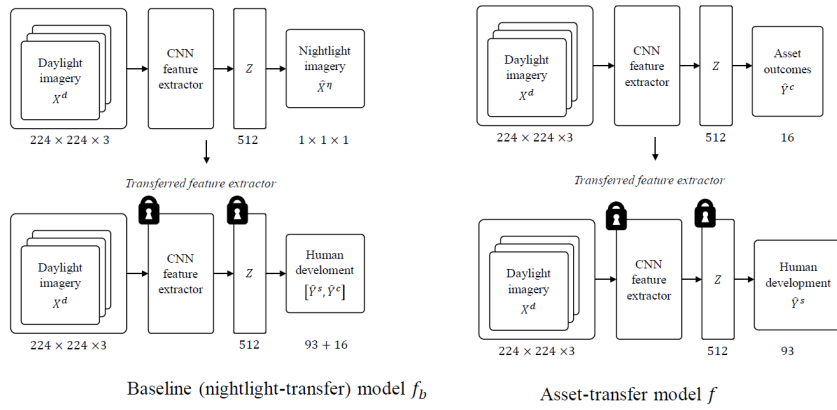 Daylight
imagery
X^d
CNN
feature
extractor
Z
Nightlight
imagery
X̂^η
224 × 224 × 3
512
1 × 1 × 1
Transferred feature extractor
Daylight
imagery
X^d
CNN
feature
extractor
Z
Human
develoment
[Ŷ^s, Ŷ^c]
224 × 224 ×3
512
93 + 16
Baseline (nightlight-transfer) model f_b
Daylight
imagery
X^d
CNN
feature
extractor
Z
Asset
outcomes
Ŷ^c
224 × 224 ×3
512
16
Transferred feature extractor
Daylight
imagery
X^d
CNN
feature
extractor
Z
Human
development
Ŷ^s
224 × 224 ×3
512
93
Asset-transfer model f